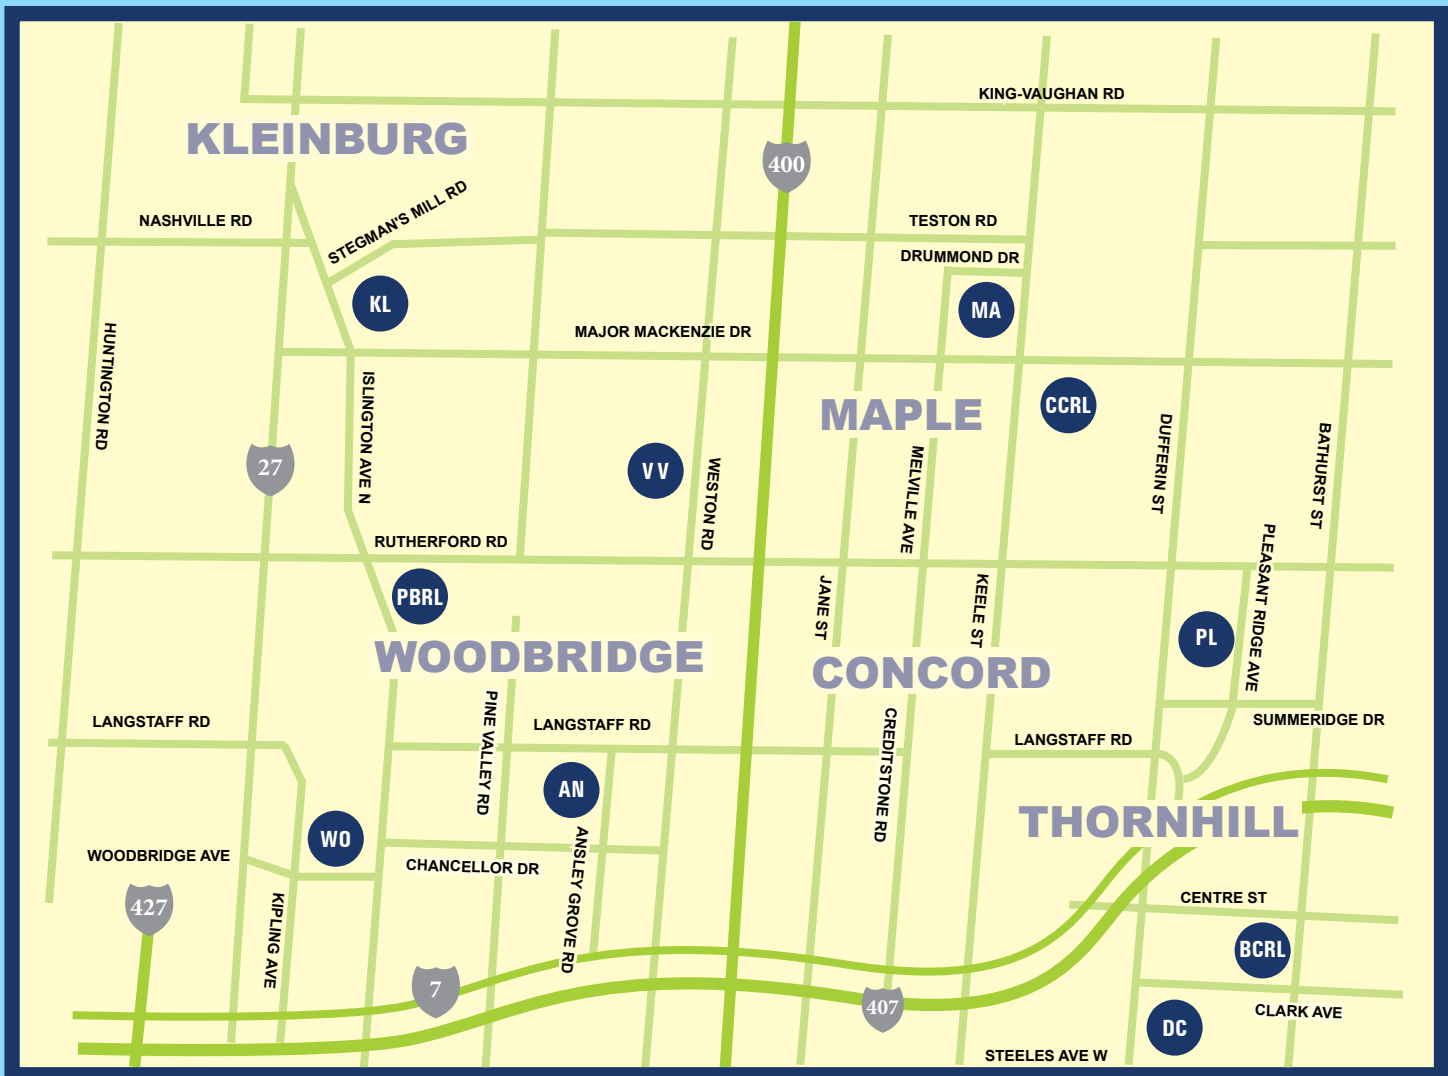 KING-VAUGHAN RD
KLEINBURG
400
STEGMAN'S MILL RD
NASHVILLE RD
TESTON RD
DRUMMOND DR
KL
MA
MAJOR MACKENZIE DR
HUNTINGTON RD
ISLINGTON AVE N
MAPLE
CCRL
DUFFERIN ST
BATHURST ST
27
V V
WESTON RD
MELVILLE AVE
RUTHERFORD RD
PLEASANT RIDGE AVE
PBRL
JANE ST
KEELE ST
PL
WOODBRIDGE
CONCORD
LANGSTAFF RD
PINE VALLEY RD
LANGSTAFF RD
CREDITSTONE RD
LANGSTAFF RD
SUMMERIDGE DR
AN
THORNHILL
WO
WOODBRIDGE AVE
CHANCELLOR DR
ANSLEY GROVE RD
427
KIPLING AVE
CENTRE ST
BCRL
7
407
CLARK AVE
DC
STEELES AVE W